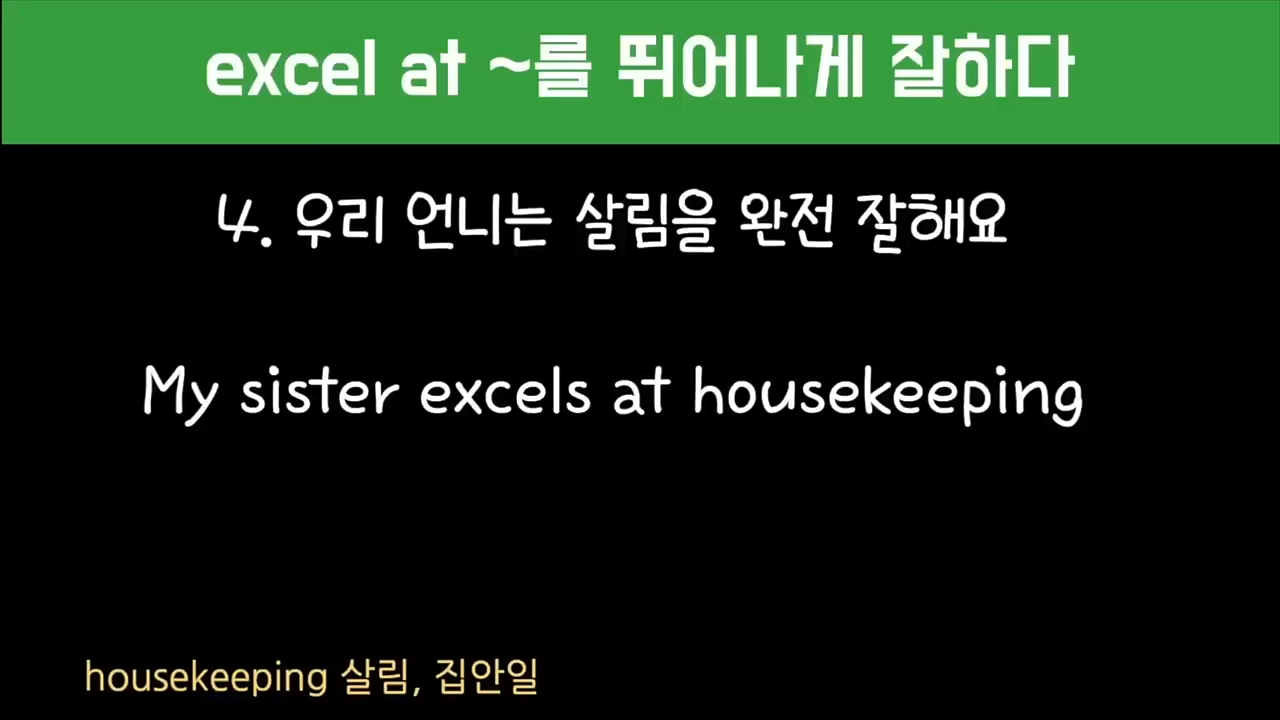 excel at ~를 뛰어나게 잘하다
4. 우리 언니는 살림을 완전 잘해요
My sister excels at housekeeping
housekeeping 살림, 집안일